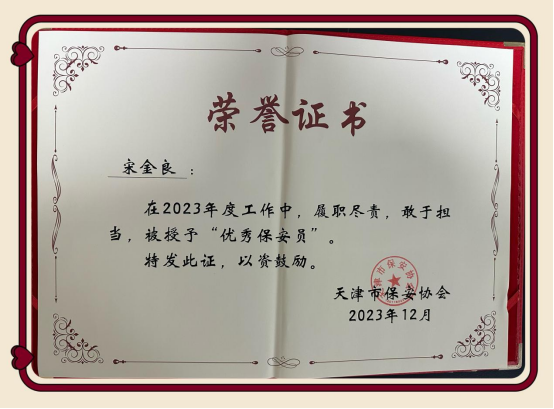 荣誉证书
宋金良：
在2023年度工作中，履职尽责，敢于担
当，被授予“优秀保安员”。
特发此证，以资鼓励。
天津市保安协会
2023年12月